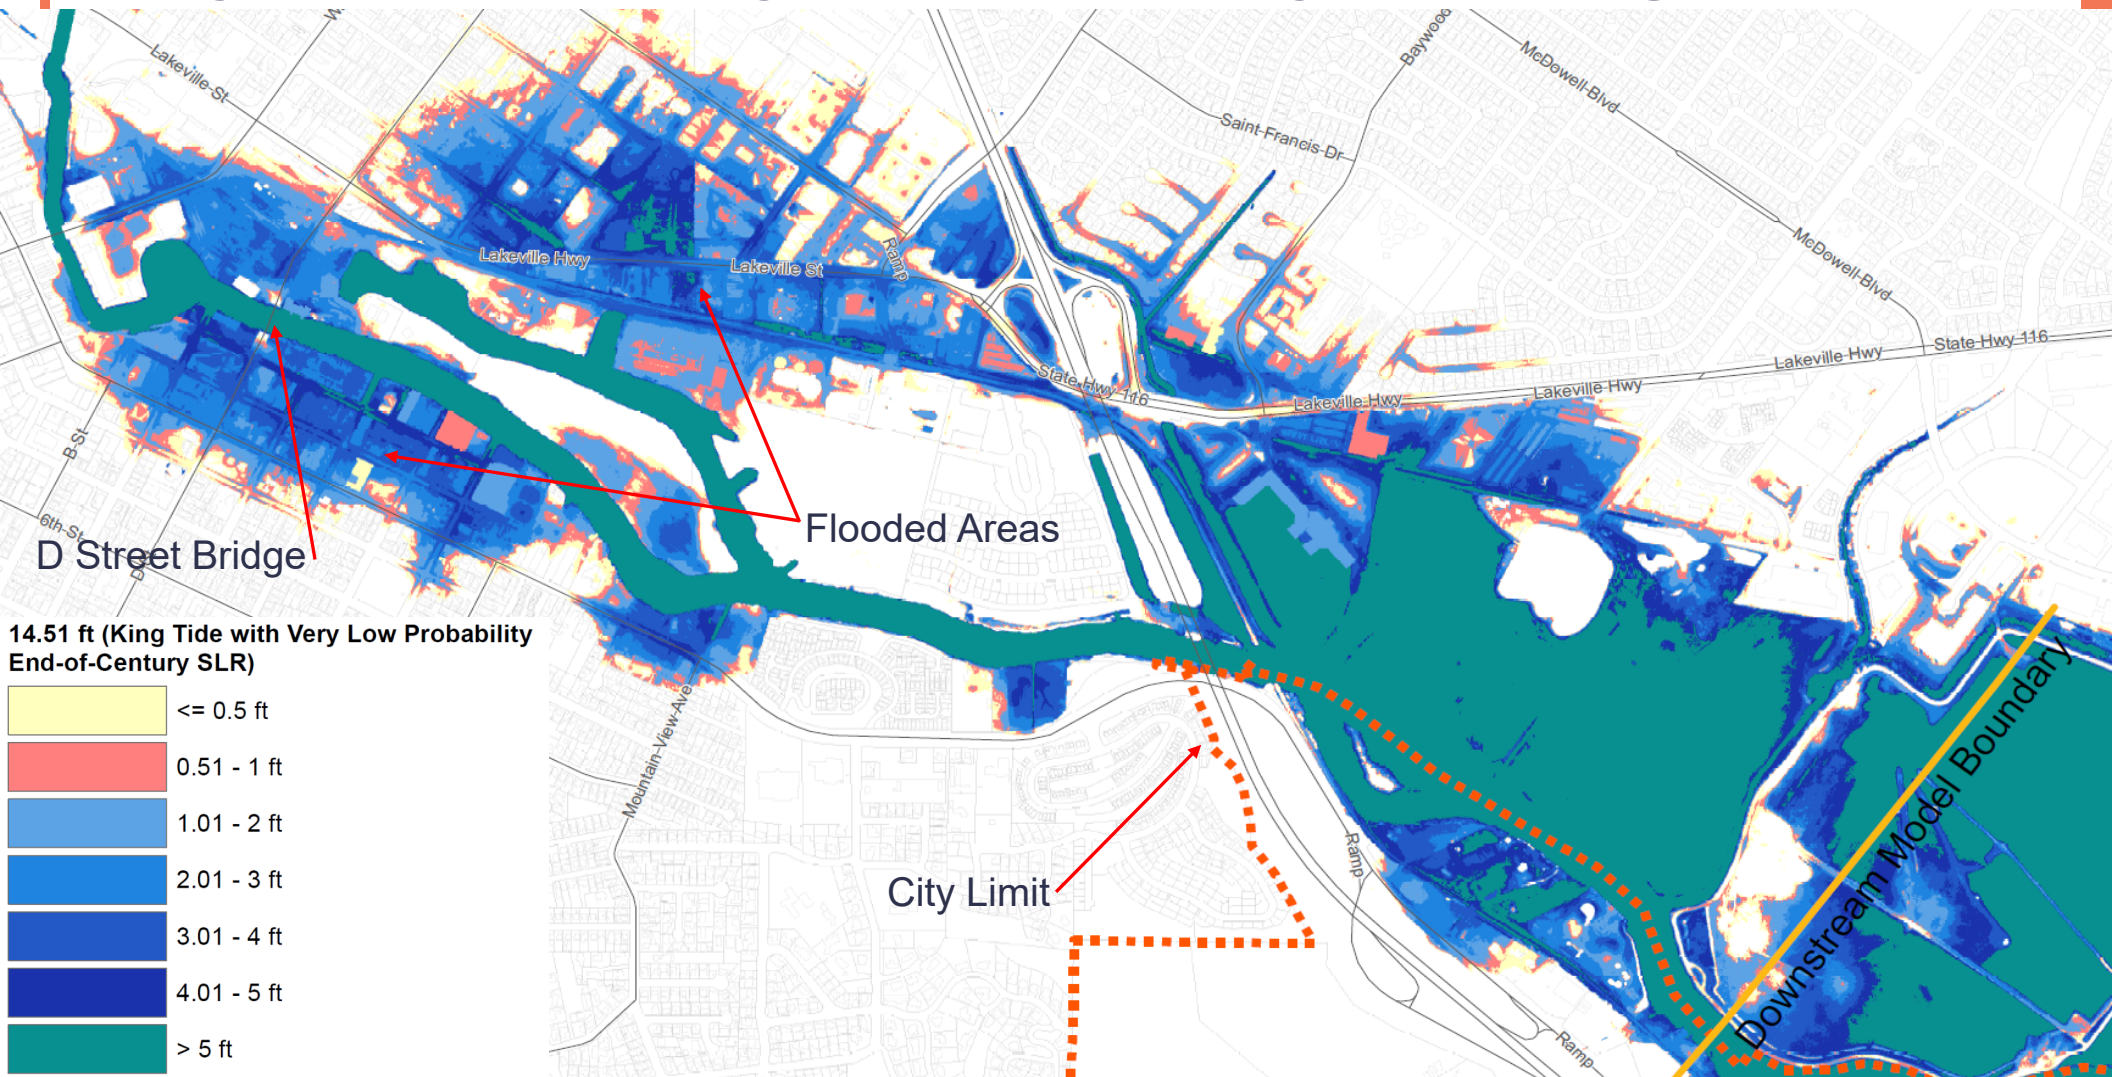 Lakeville-St
W
Baywood
McDowell-Blvd
Saint-Francis-Dr
McDowell-Blvd
Ramp
Lakeville Hwy
Lakeville St
State-Hwy-116
Lakeville-Hwy
Lakeville-Hwy
Lakeville-Hwy
State-Hwy-116
B-St
6th-St
D Street Bridge
Flooded Areas
14.51 ft (King Tide with Very Low Probability
End-of-Century SLR)
<= 0.5 ft
0.51 - 1 ft
1.01 - 2 ft
2.01 - 3 ft
3.01 - 4 ft
4.01 - 5 ft
> 5 ft
Mountain-View-Ave
City Limit
Ramp
Ramp
Downstream Model Boundary